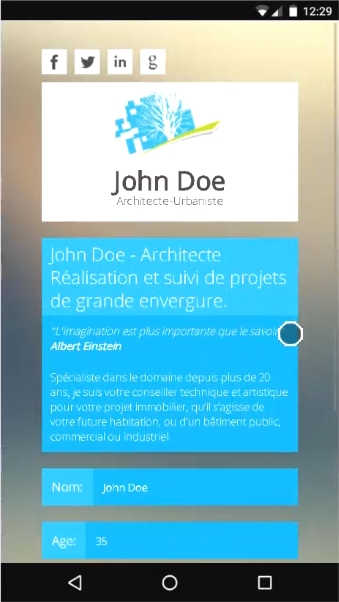 12:29
f in g
John Doe
Architecte-Urbaniste
John Doe - Architecte
Réalisation et suivi de projets
de grande envergure.
"L'imagination est plus importante que le savoir
Albert Einstein
Spécialiste dans le domaine depuis plus de 20
ans, je suis votre conseiller technique et artistique
pour votre projet immobilier, qu'il s'agisse de
votre future habitation, ou d'un bâtiment public,
commercial ou industriel.
Nom: John Doe
Age: 35